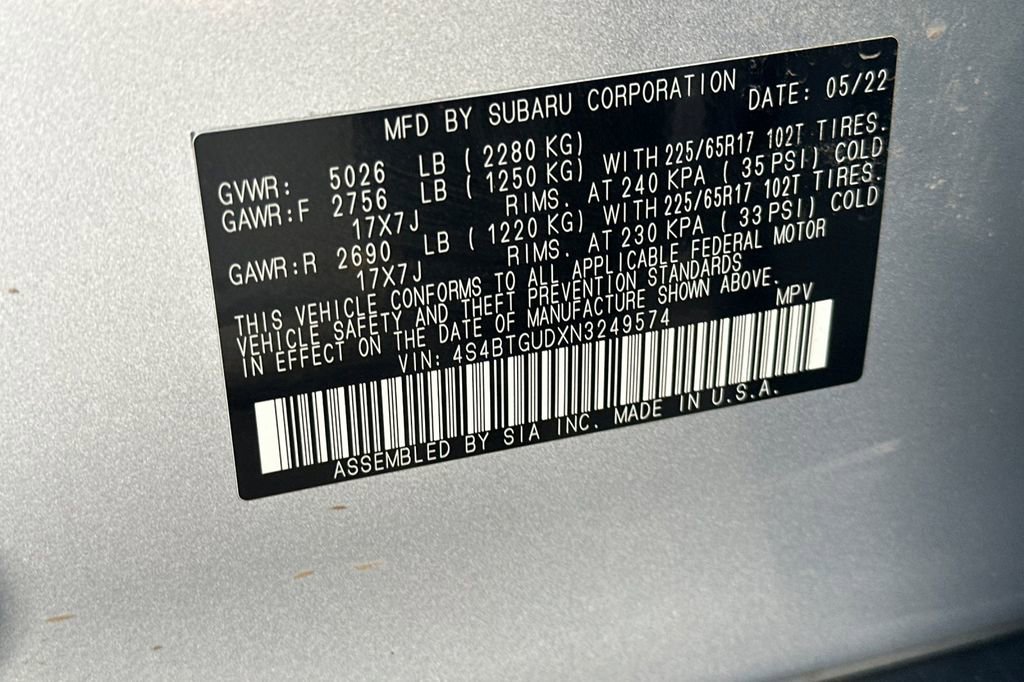 MFD BY SUBARU CORPORATION DATE: 05/22
GVWR: 5026 LB ( 2280 KG)
GAWR:F 2756 LB ( 1250 KG) WITH 225/65R17 102T TIRES.
17X7J RIMS. AT 240 KPA ( 35 PSI) COLD
GAWR:R 2690 LB ( 1220 KG) WITH 225/65R17 102T TIRES.
17X7J RIMS. AT 230 KPA ( 33 PSI) COLD
THIS VEHICLE CONFORMS TO ALL APPLICABLE FEDERAL MOTOR
VEHICLE SAFETY AND THEFT PREVENTION STANDARDS
IN EFFECT ON THE DATE OF MANUFACTURE SHOWN ABOVE.
VIN: 4S4BTGUDXN3249574 MPV
ASSEMBLED BY SIA INC. MADE IN U.S.A.